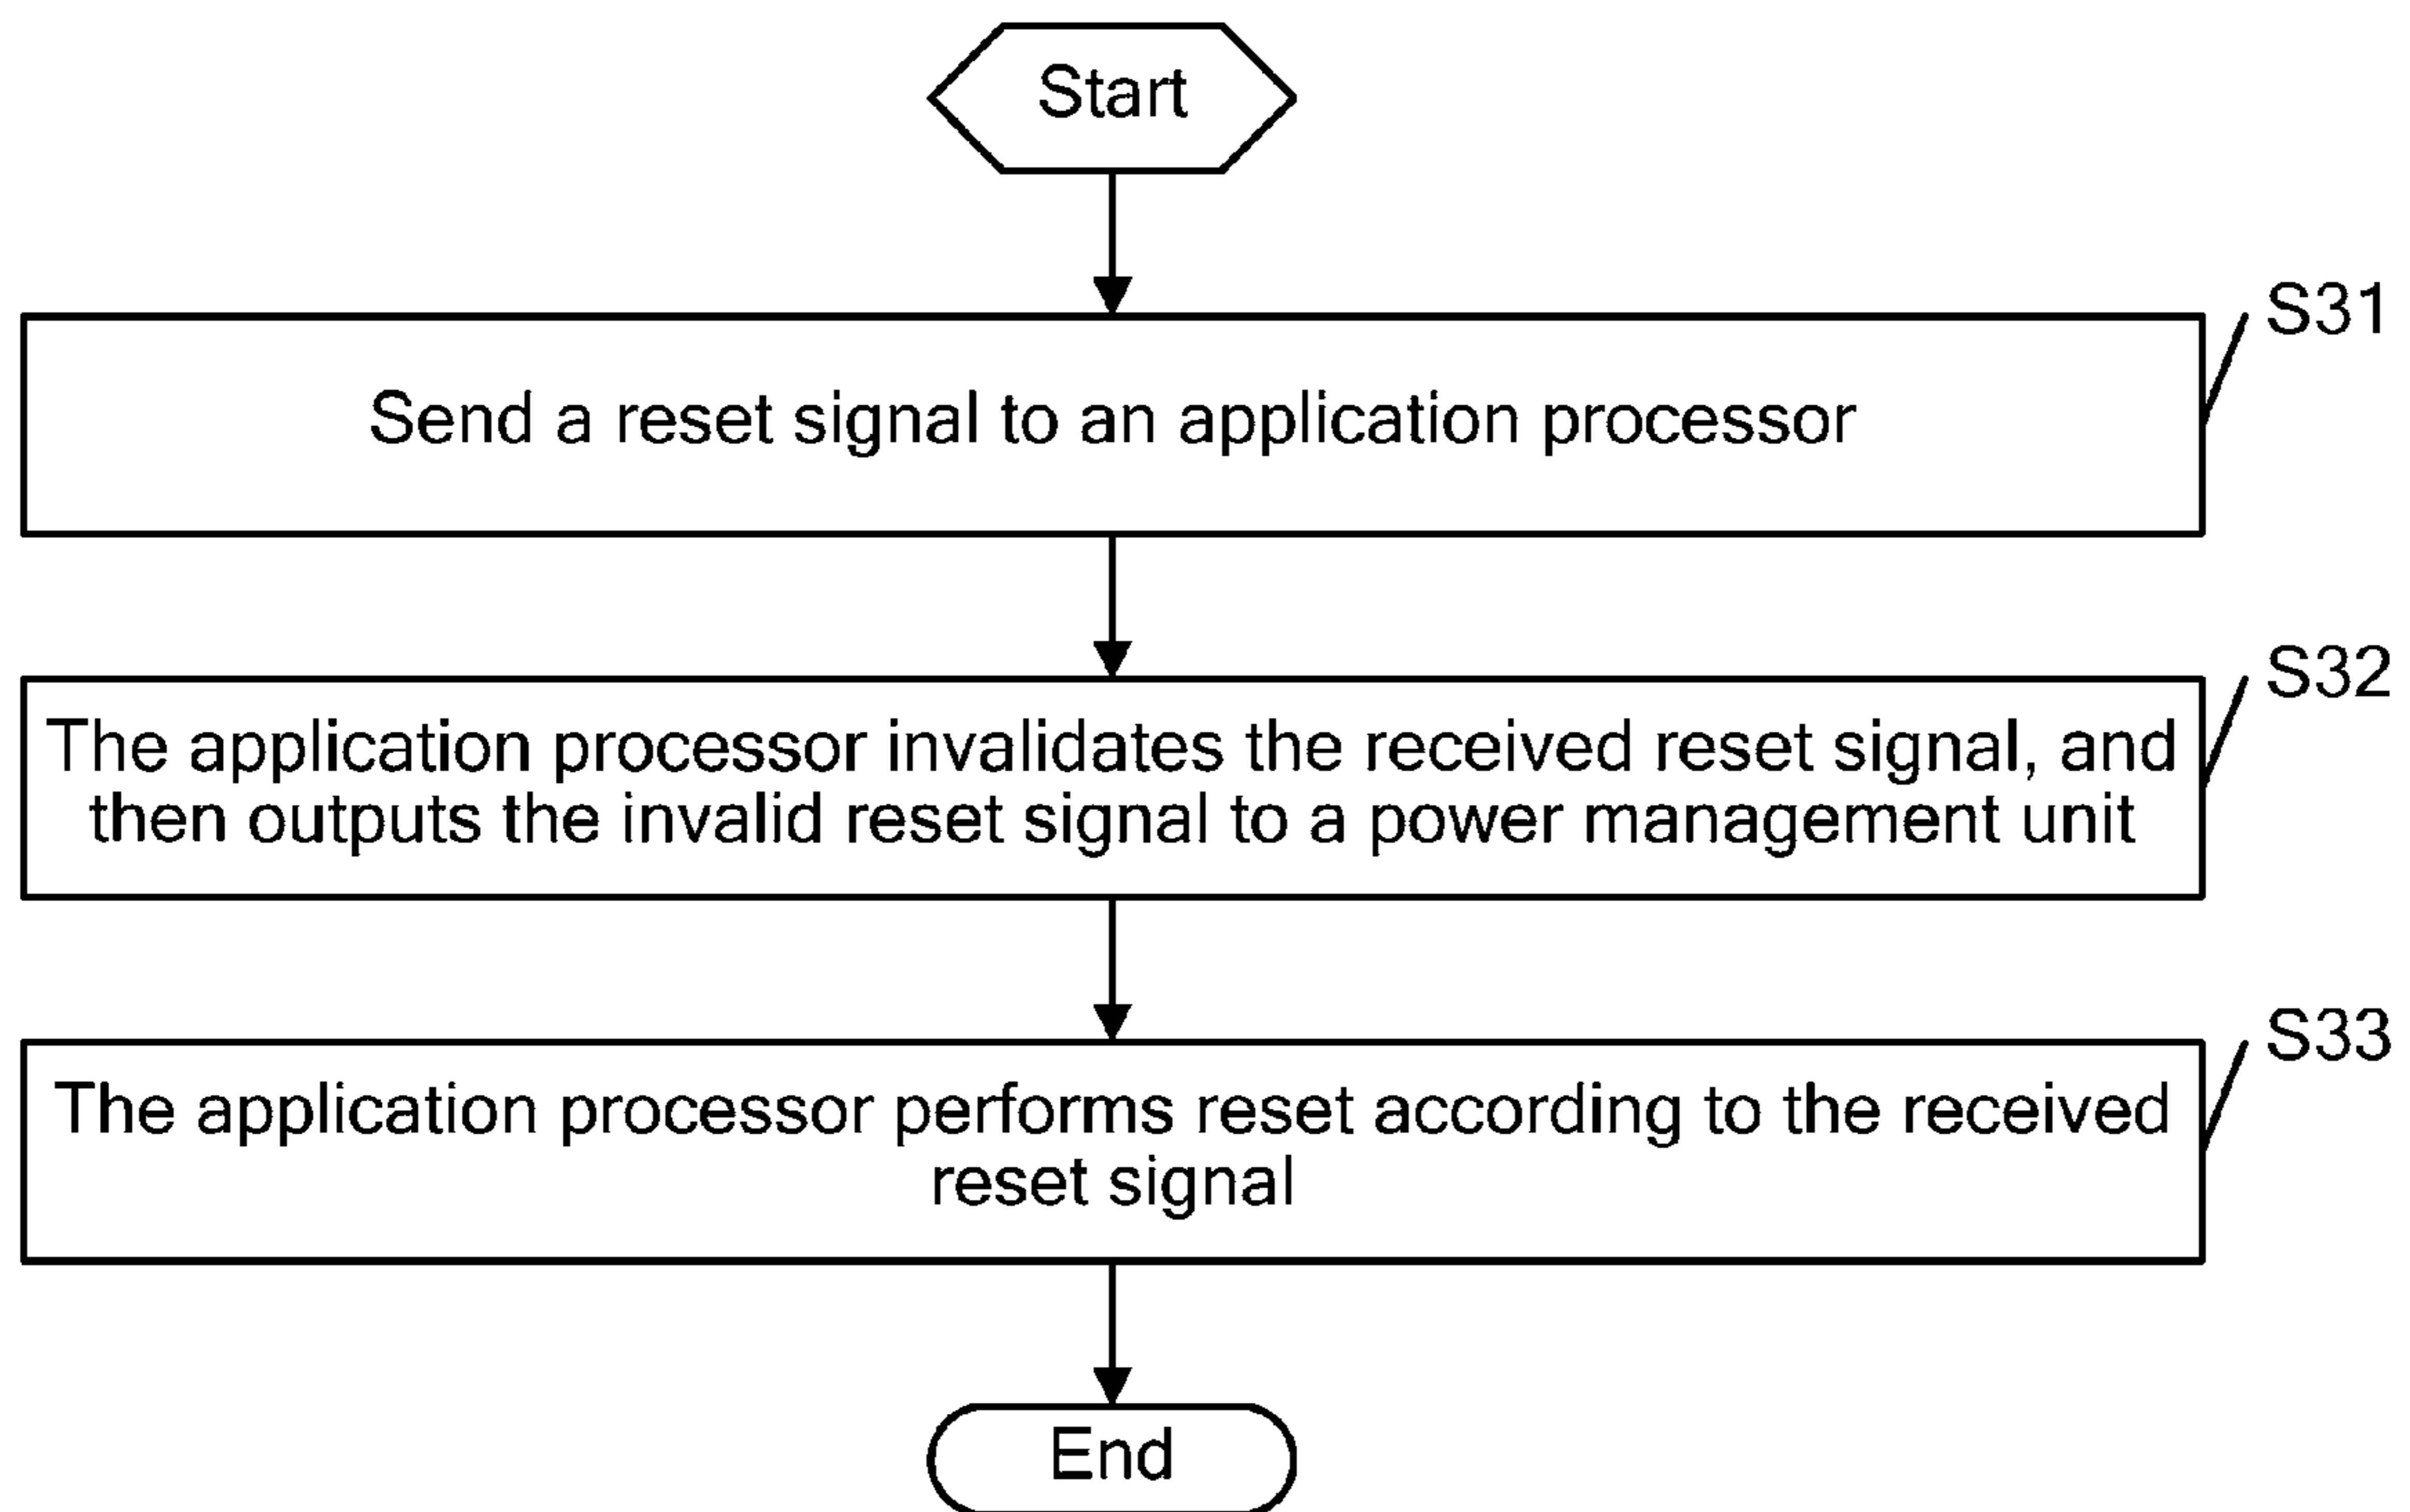 Start
S31
Send a reset signal to an application processor
S32
The application processor invalidates the received reset signal, and
then outputs the invalid reset signal to a power management unit
S33
The application processor performs reset according to the received
reset signal
End